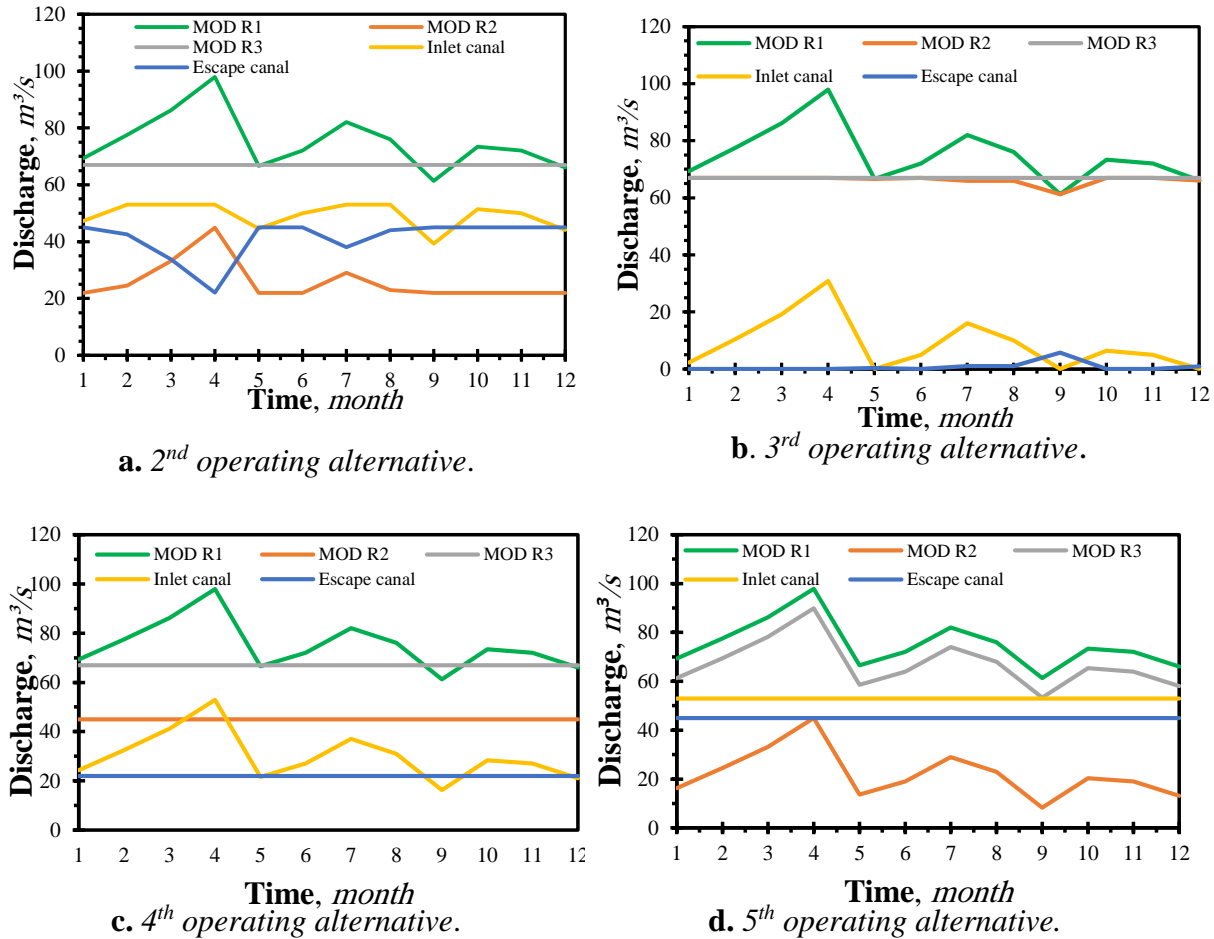 120
MOD R1 MOD R2
MOD R3 Inlet canal
Escape canal
100
80
60
40
20
0
Discharge, m³/s
1 2 3 4 5 6 7 8 9 10 11 12
Time, month
a. 2nd operating alternative.
120
MOD R1 MOD R2 MOD R3
Inlet canal Escape canal
100
80
60
40
20
0
Discharge, m³/s
1 2 3 4 5 6 7 8 9 10 11 12
Time, month
b. 3rd operating alternative.
120
MOD R1 MOD R2 MOD R3
Inlet canal Escape canal
100
80
60
40
20
0
Discharge, m³/s
1 2 3 4 5 6 7 8 9 10 11 12
Time, month
c. 4th operating alternative.
120
MOD R1 MOD R2 MOD R3
Inlet canal Escape canal
100
80
60
40
20
0
Discharge, m³/s
1 2 3 4 5 6 7 8 9 10 11 12
Time, month
d. 5th operating alternative.